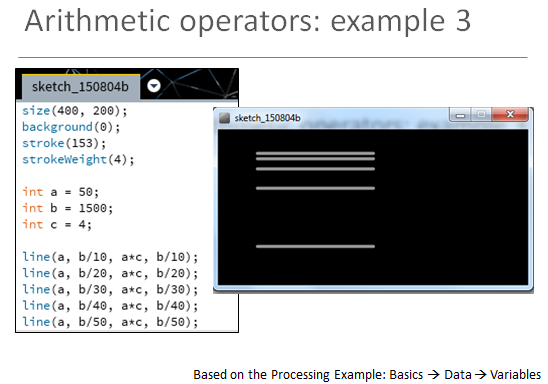 Arithmetic operators: example 3
sketch_150804b
size(400, 200);
background(0);
stroke(153);
strokeWeight(4);
int a = 50;
int b = 1500;
int c = 4;
line(a, b/10, a*c, b/10);
line(a, b/20, a*c, b/20);
line(a, b/30, a*c, b/30);
line(a, b/40, a*c, b/40);
line(a, b/50, a*c, b/50);
sketch_150804b
Based on the Processing Example: Basics → Data → Variables